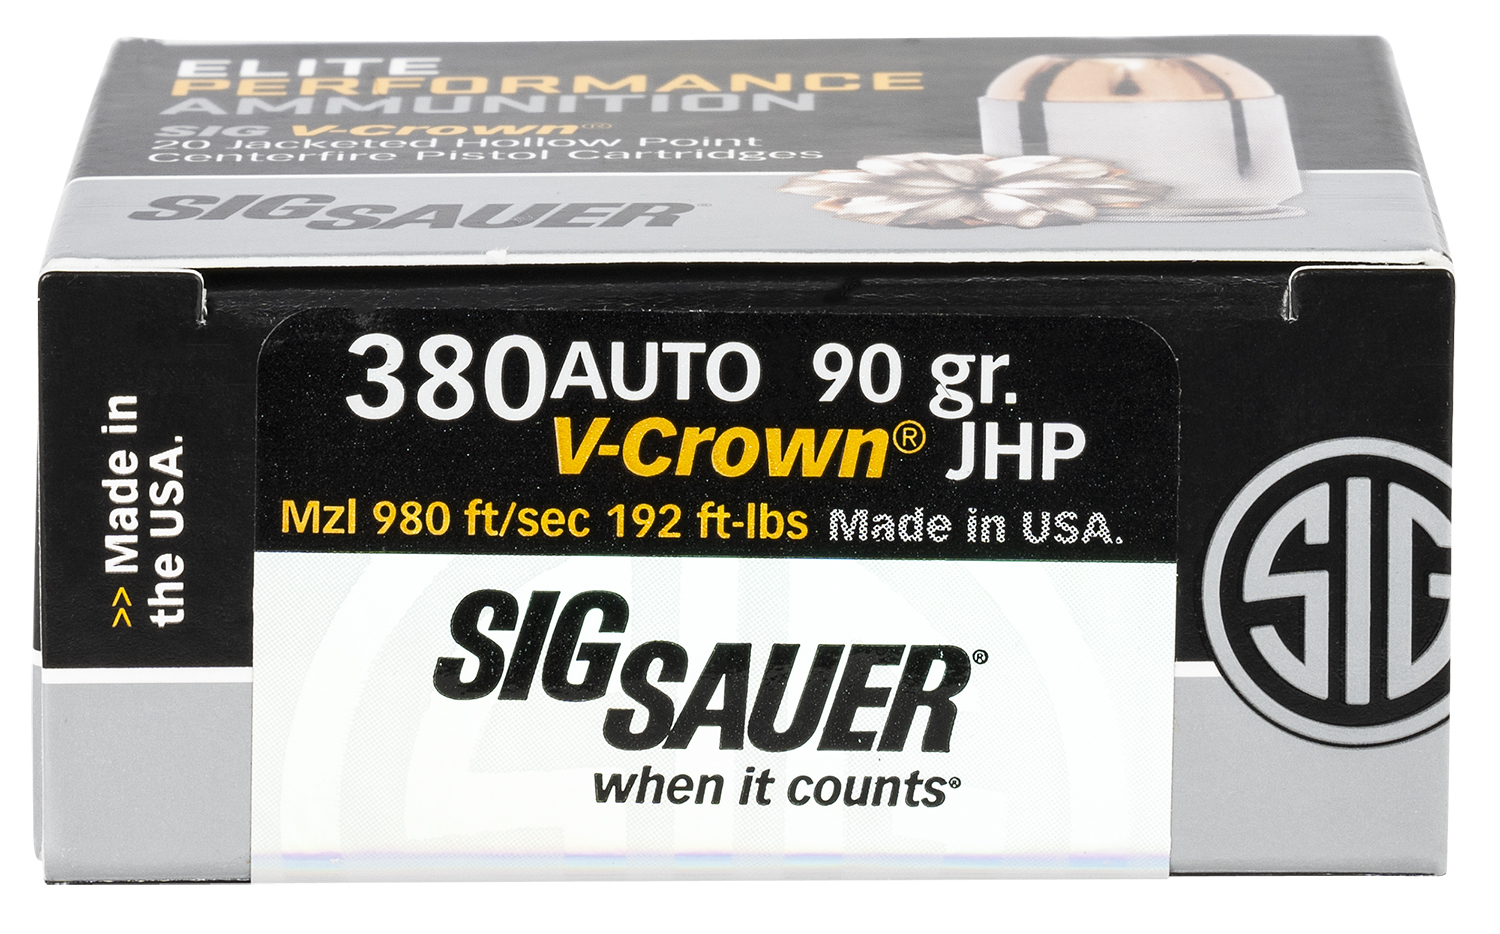 ELITE
PERFORMANCE
AMMUNITION
SIG V-Crown®
20 Jacketed Hollow Point
Centerfire Pistol Cartridges
SIG SAUER
>> Made in
the USA.
380 AUTO 90 gr.
V-Crown® JHP
Mzl 980 ft/sec 192 ft-lbs Made in USA.
SIG SAUER®
when it counts®
SIG